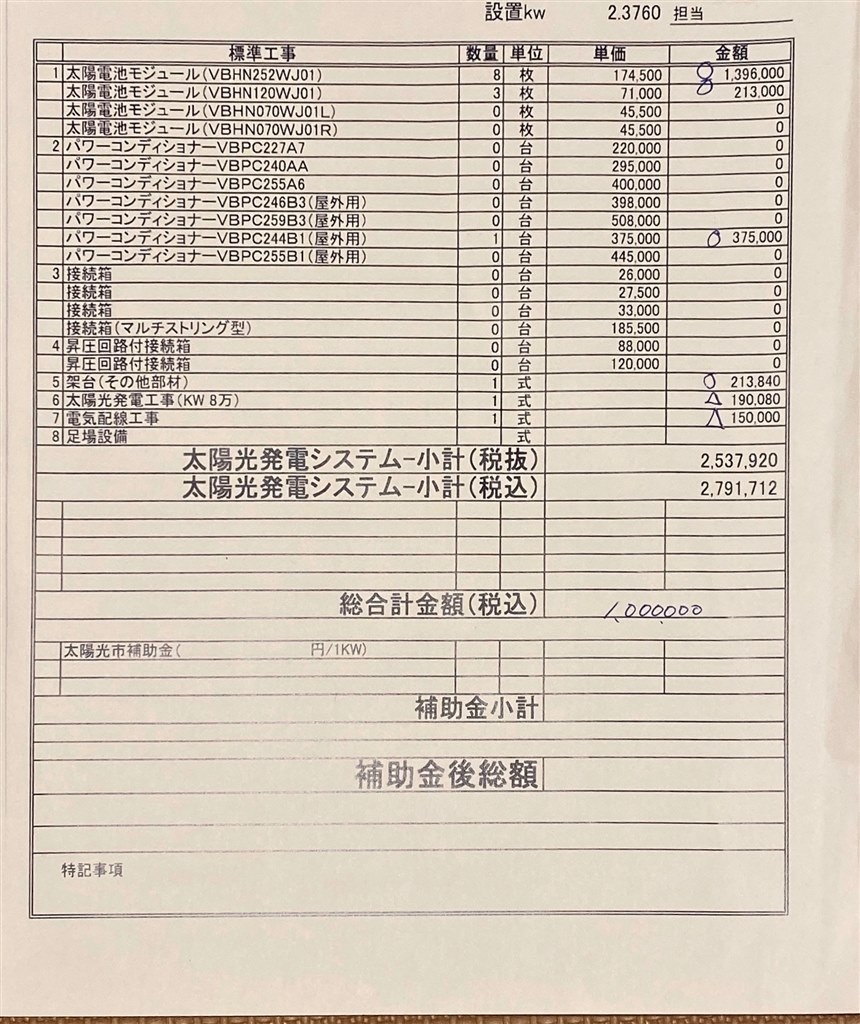 設置kw 2.3760 担当
標準工事 数量 単位 単価 金額
1 太陽電池モジュール(VBHN252WJ01) 8 枚 174,500 1,396,000
太陽電池モジュール(VBHN120WJ01) 3 枚 71,000 213,000
太陽電池モジュール(VBHN070WJ01L) 0 枚 45,500 0
太陽電池モジュール(VBHN070WJ01R) 0 枚 45,500 0
2 パワーコンディショナーVBPC227A7 0 台 220,000 0
パワーコンディショナーVBPC240AA 0 台 295,000 0
パワーコンディショナーVBPC255A6 0 台 400,000 0
パワーコンディショナーVBPC246B3(屋外用) 0 台 398,000 0
パワーコンディショナーVBPC259B3(屋外用) 0 台 508,000 0
パワーコンディショナーVBPC244B1(屋外用) 1 台 375,000 375,000
パワーコンディショナーVBPC255B1(屋外用) 0 台 445,000 0
3 接続箱 0 台 26,000 0
接続箱 0 台 27,500 0
接続箱 0 台 33,000 0
接続箱(マルチストリング型) 0 台 185,500 0
4 昇圧回路付接続箱 0 台 88,000 0
昇圧回路付接続箱 0 台 120,000 0
5 架台(その他部材) 1 式 213,840
6 太陽光発電工事(KW 8万) 1 式 190,080
7 電気配線工事 1 式 150,000
8 足場設備 式
太陽光発電システム-小計(税抜) 2,537,920
太陽光発電システム-小計(税込) 2,791,712
総合計金額(税込) 1,000,000
太陽光市補助金( 円/1KW)
補助金小計
補助金後総額
特記事項